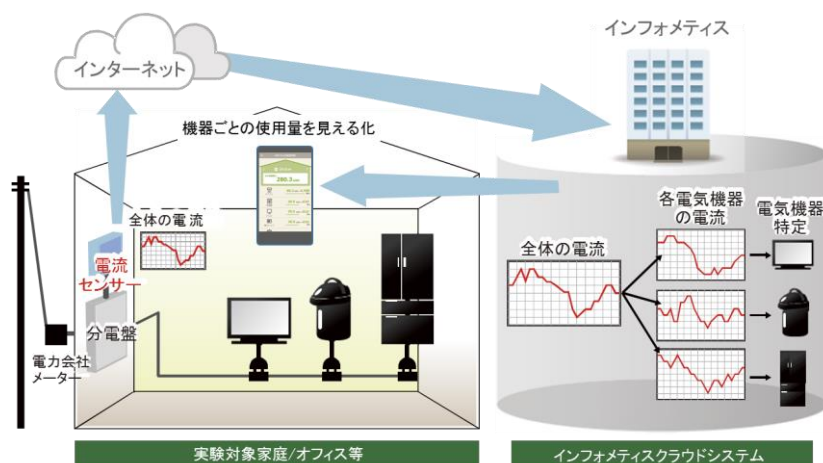 インターネット
インフォメティス
機器ごとの使用量を見える化
全体の電流
電流
センサー
分電盤
電力会社
メーター
実験対象家庭/オフィス等
全体の電流
各電気機器
の電流
電気機器
特定
インフォメティスクラウドシステム